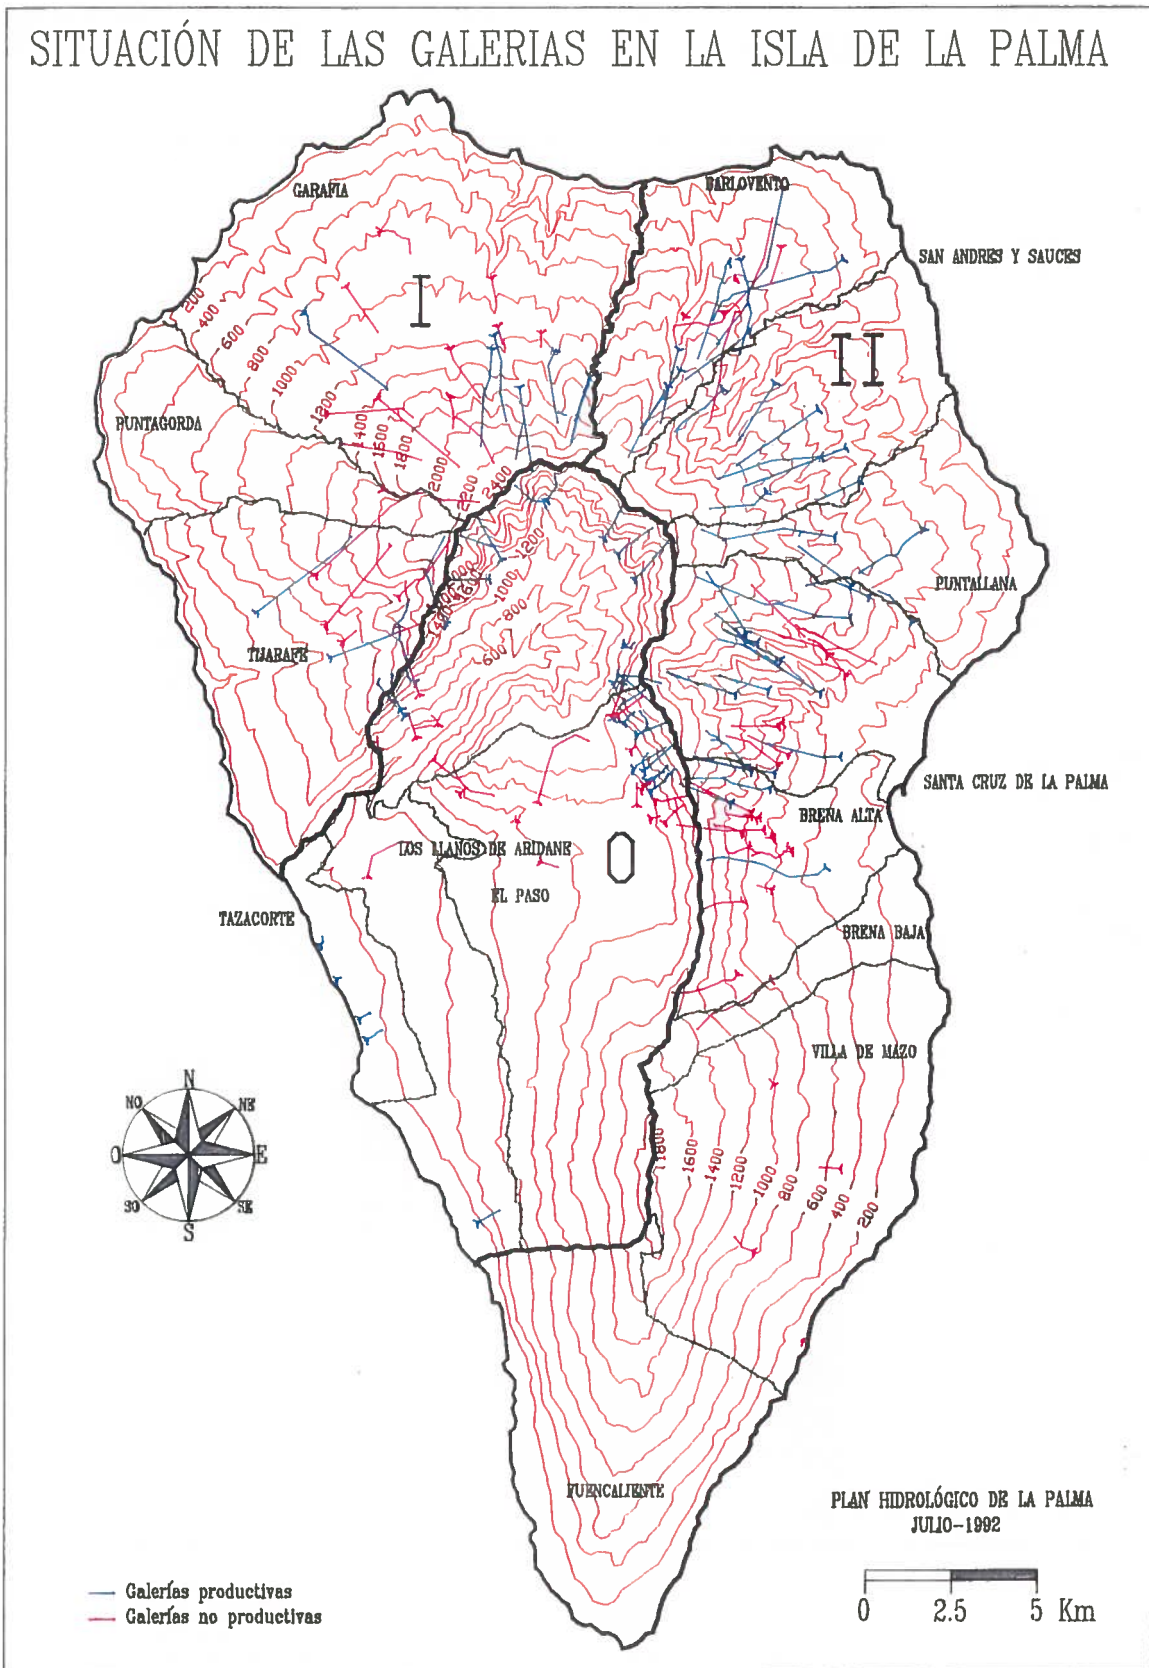 SITUACIÓN DE LAS GALERIAS EN LA ISLA DE LA PALMA
GARAFIA
BARLOVENTO
SAN ANDRES Y SAUCES
I
II
200
400
600
800
1000
1200
1400
1600
1800
2000
2200
2400
PUNTAGORDA
1200
1000
800
600
1400
1600
PUNTALLANA
TIJARAFE
SANTA CRUZ DE LA PALMA
BREÑA ALTA
LOS LLANOS DE ARIDANE
0
EL PASO
TAZACORTE
BRENA BAJA
VILLA DE MAZO
N
NO
NE
O
E
SO
SE
S
1800
1600
1400
1200
1000
800
600
400
200
FUENCALIENTE
PLAN HIDROLÓGICO DE LA PALMA
JULIO-1992
Galerías productivas
Galerías no productivas
0 2.5 5 Km